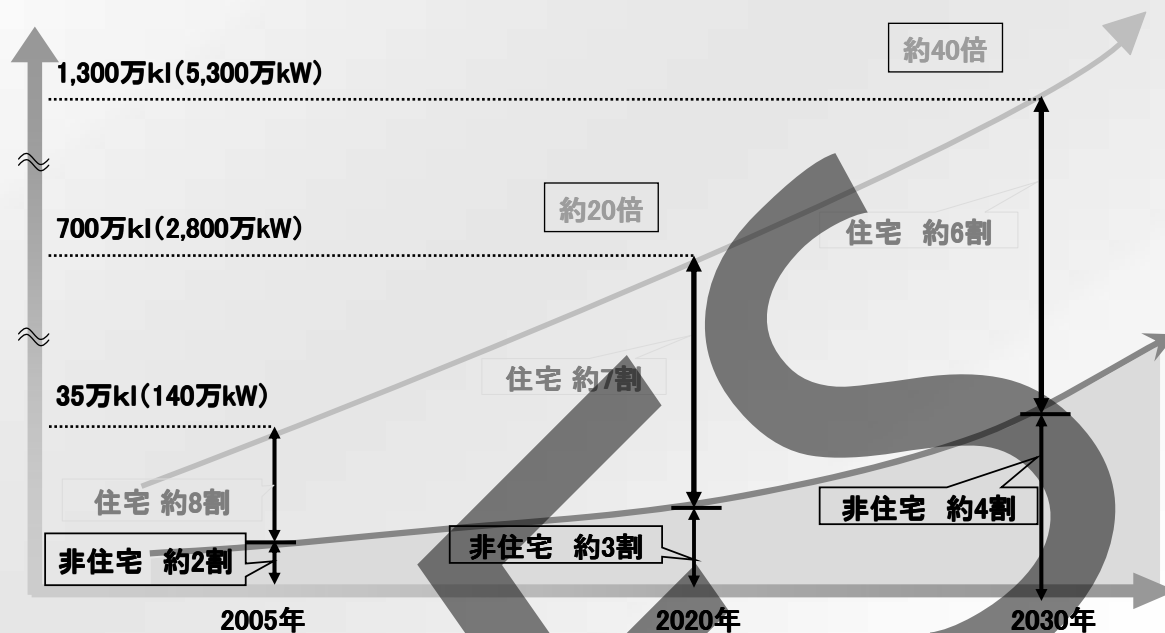 約40倍
1,300万kl(5,300万kW)
約20倍
700万kl(2,800万kW)
住宅 約6割
住宅 約7割
35万kl(140万kW)
住宅 約8割
非住宅 約4割
非住宅 約3割
非住宅 約2割
2005年
2020年
2030年